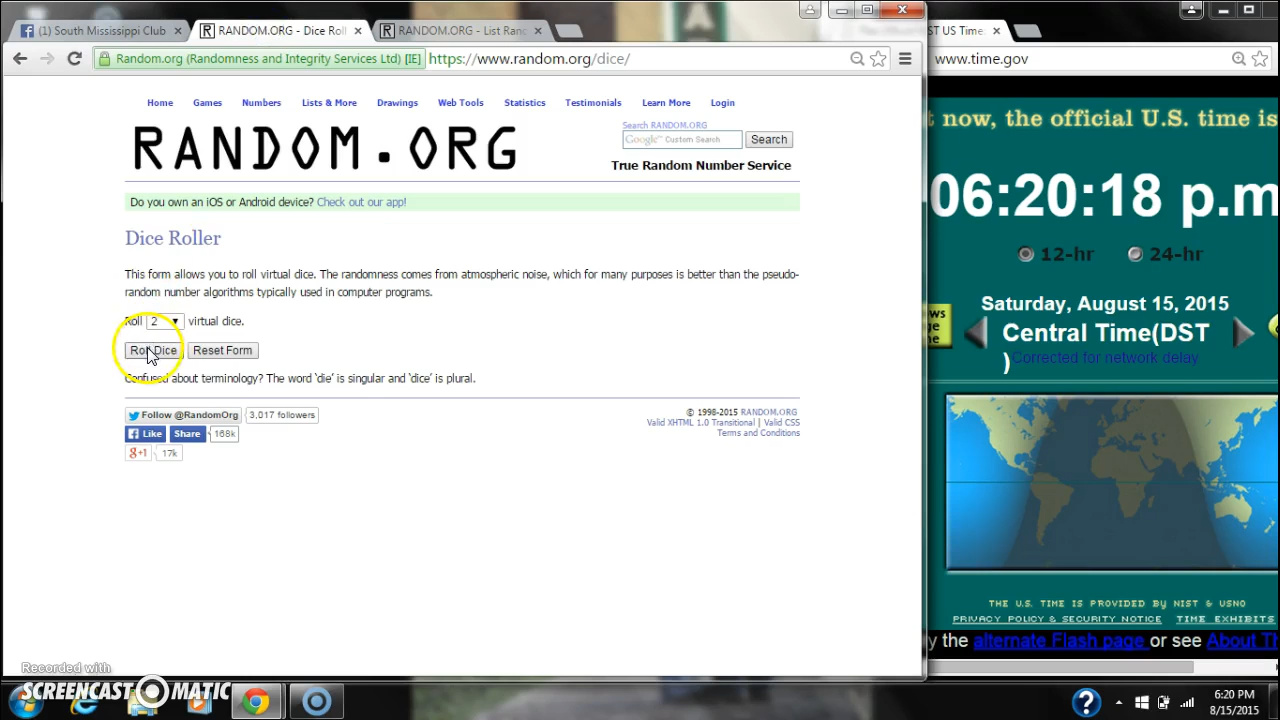 (1) South Mississippi Club
RANDOM.ORG - Dice Roll
RANDOM.ORG - List Ran
ST US Time:
Random.org (Randomness and Integrity Services Ltd) [IE]
https://www.random.org/dice/
www.time.gov
Home Games Numbers Lists & More Drawings Web Tools Statistics Testimonials Learn More Login
RANDOM.ORG
Search RANDOM.ORG
Google™ Custom Search
Search
True Random Number Service
Do you own an iOS or Android device? Check out our app!
Dice Roller
This form allows you to roll virtual dice. The randomness comes from atmospheric noise, which for many purposes is better than the pseudo-
random number algorithms typically used in computer programs.
Roll 2 virtual dice.
Roll Dice Reset Form
Confused about terminology? The word 'die' is singular and 'dice' is plural.
Follow @RandomOrg 3,017 followers
Like Share 168k
g+1 17k
© 1998-2015 RANDOM.ORG
Valid XHTML 1.0 Transitional | Valid CSS
Terms and Conditions
t now, the official U.S. time is
06:20:18 p.m
12-hr 24-hr
Saturday, August 15, 2015
Central Time(DST
)
Corrected for network delay
THE U.S. TIME IS PROVIDED BY NIST & USNO
PRIVACY POLICY & SECURITY NOTICE TIME EXHIBITS
y the alternate Flash page or see About Th
Recorded with
SCREENCAST MATIC
6:20 PM
8/15/2015